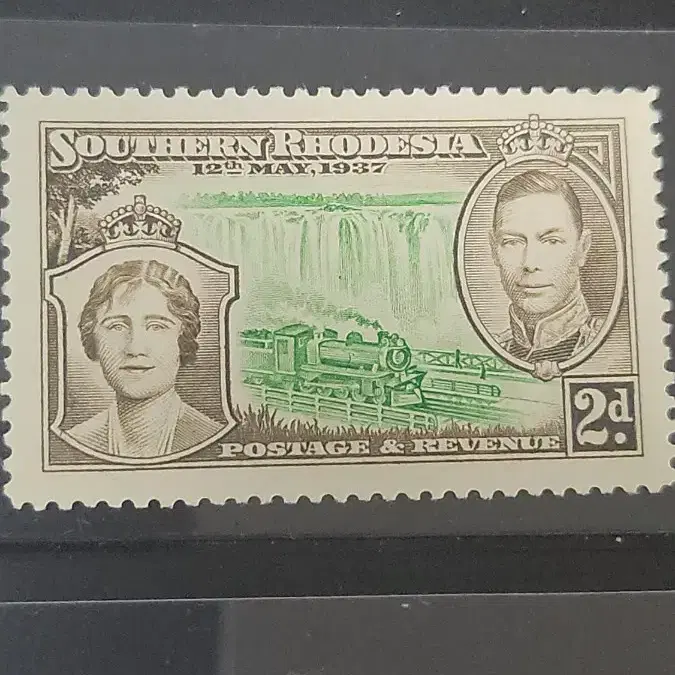 SOUTHERN RHODESIA
12TH MAY, 1937
POSTAGE & REVENUE
2d.